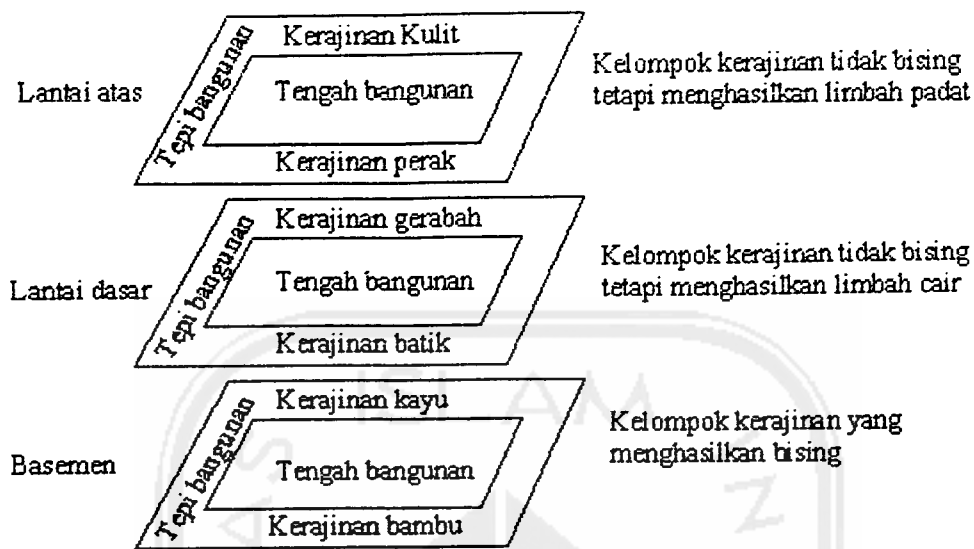 Kerajinan Kulit
Tepi bangunan
Tengah bangunan
Lantai atas
Kerajinan perak
Kelompok kerajinan tidak bising
tetapi menghasilkan limbah padat
Kerajinan gerabah
Tepi bangunan
Tengah bangunan
Lantai dasar
Kerajinan batik
Kelompok kerajinan tidak bising
tetapi menghasilkan limbah cair
Kerajinan kayu
Tepi bangunan
Tengah bangunan
Basemen
Kerajinan bambu
Kelompok kerajinan yang
menghasilkan bising
ISLAM